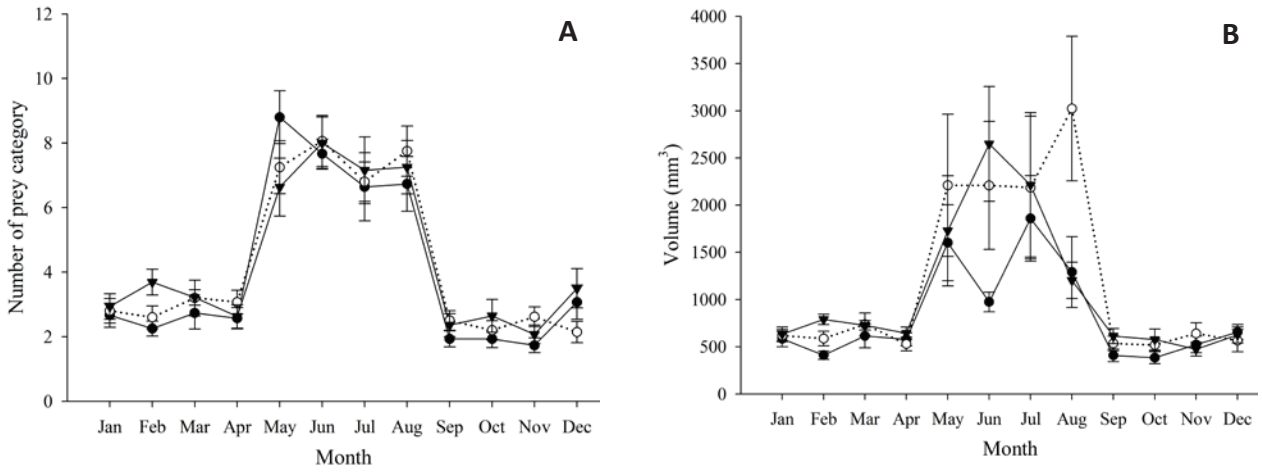 A
12
10
8
6
4
2
0
Number of prey category
Jan Feb Mar Apr May Jun Jul Aug Sep Oct Nov Dec
Month
B
4000
3500
3000
2500
2000
1500
1000
500
0
Volume (mm³)
Jan Feb Mar Apr May Jun Jul Aug Sep Oct Nov Dec
Month